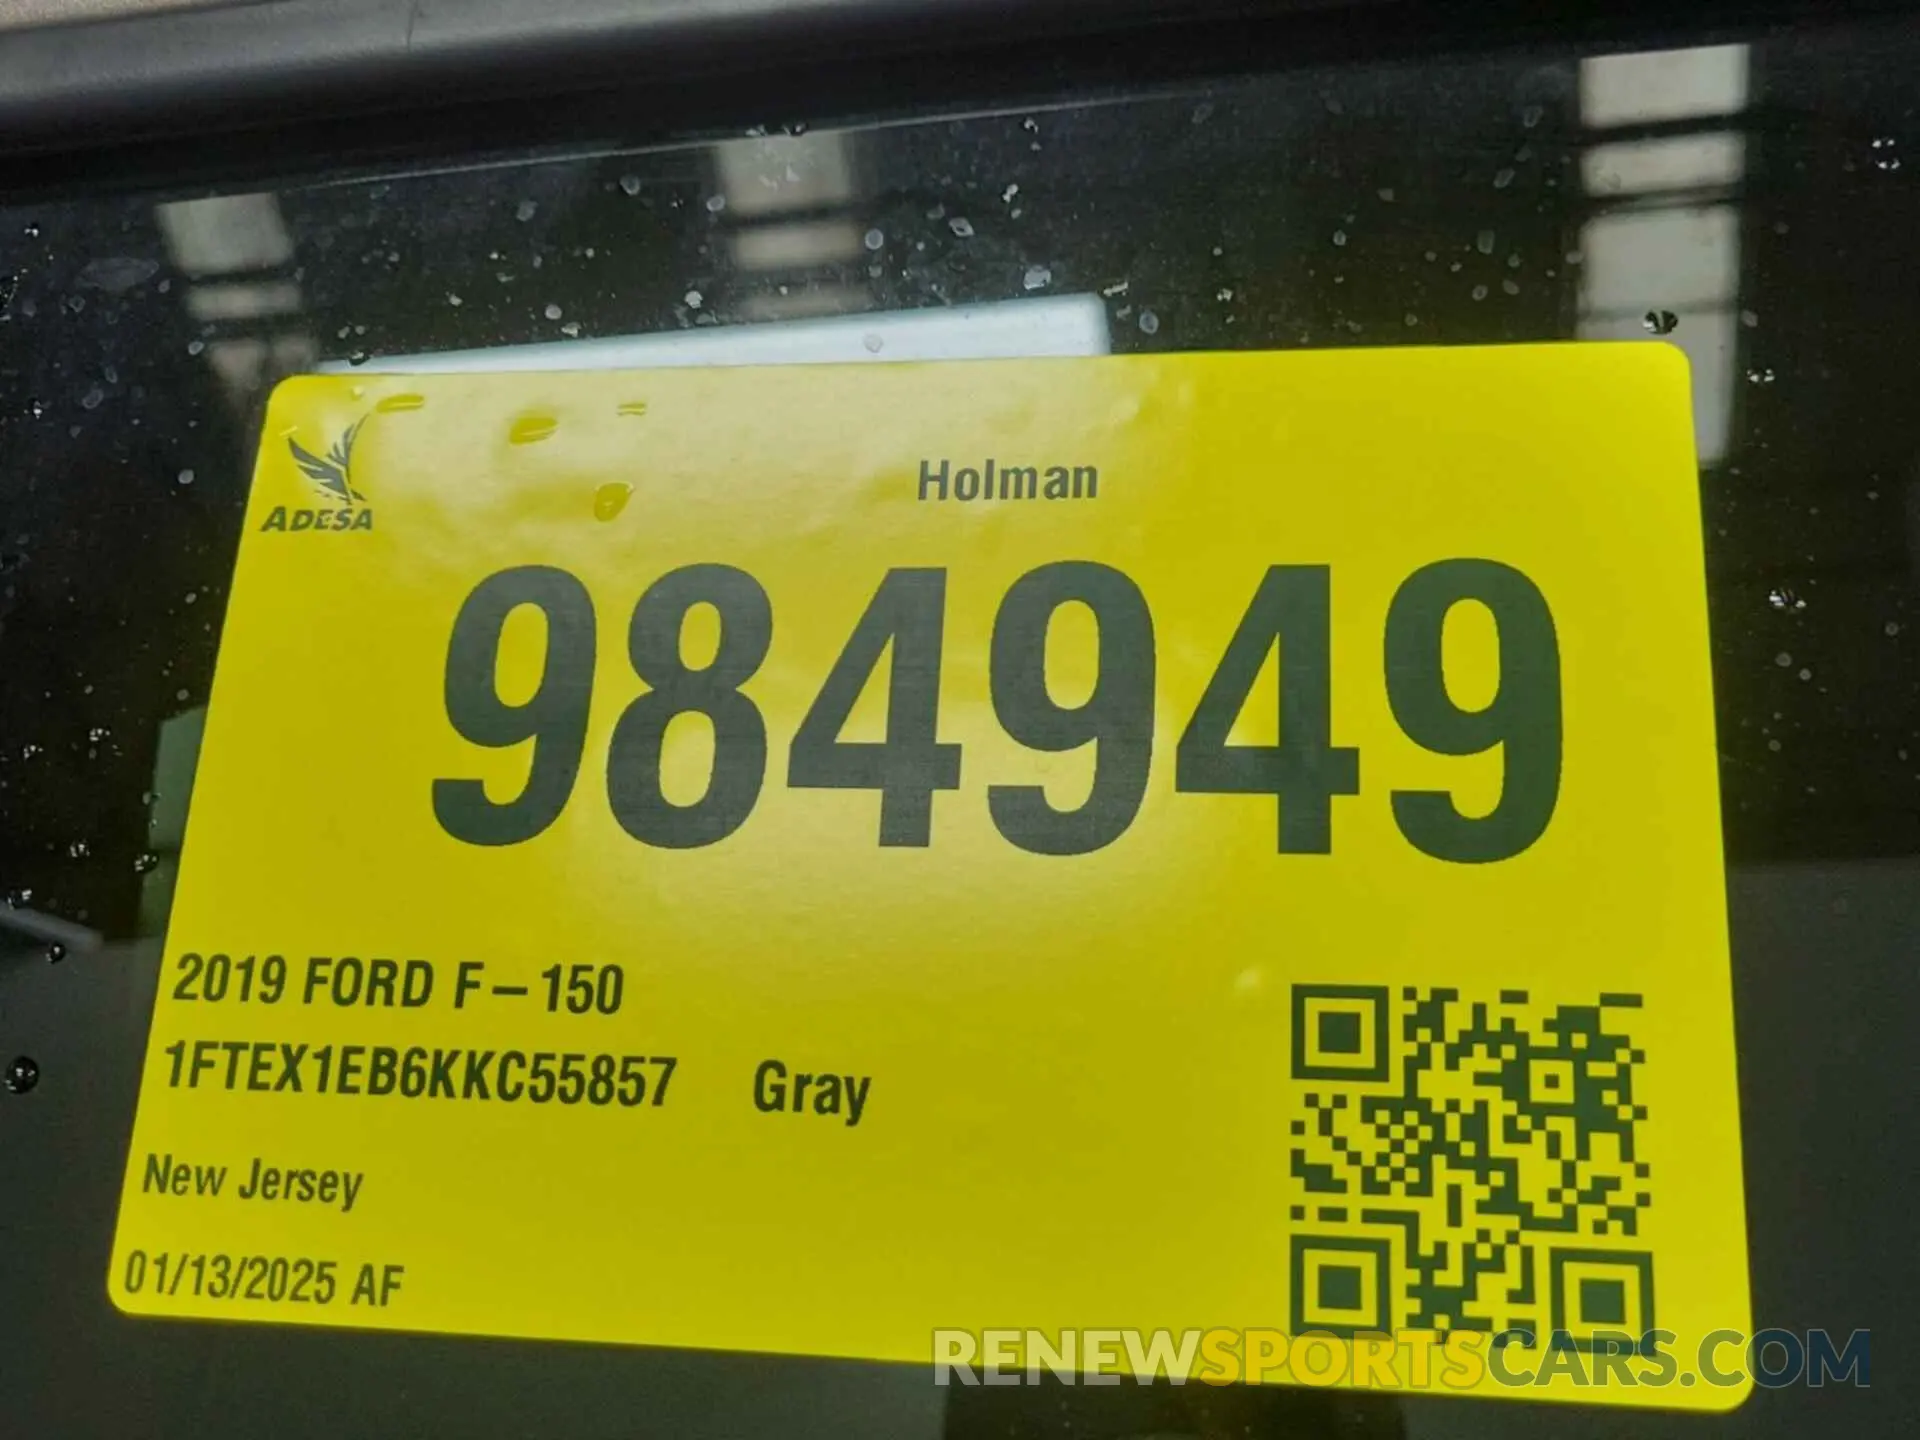 ADESA
Holman
984949
2019 FORD F-150
1FTEX1EB6KKC55857 Gray
New Jersey
01/13/2025 AF
RENEWSPORTSCARS.COM